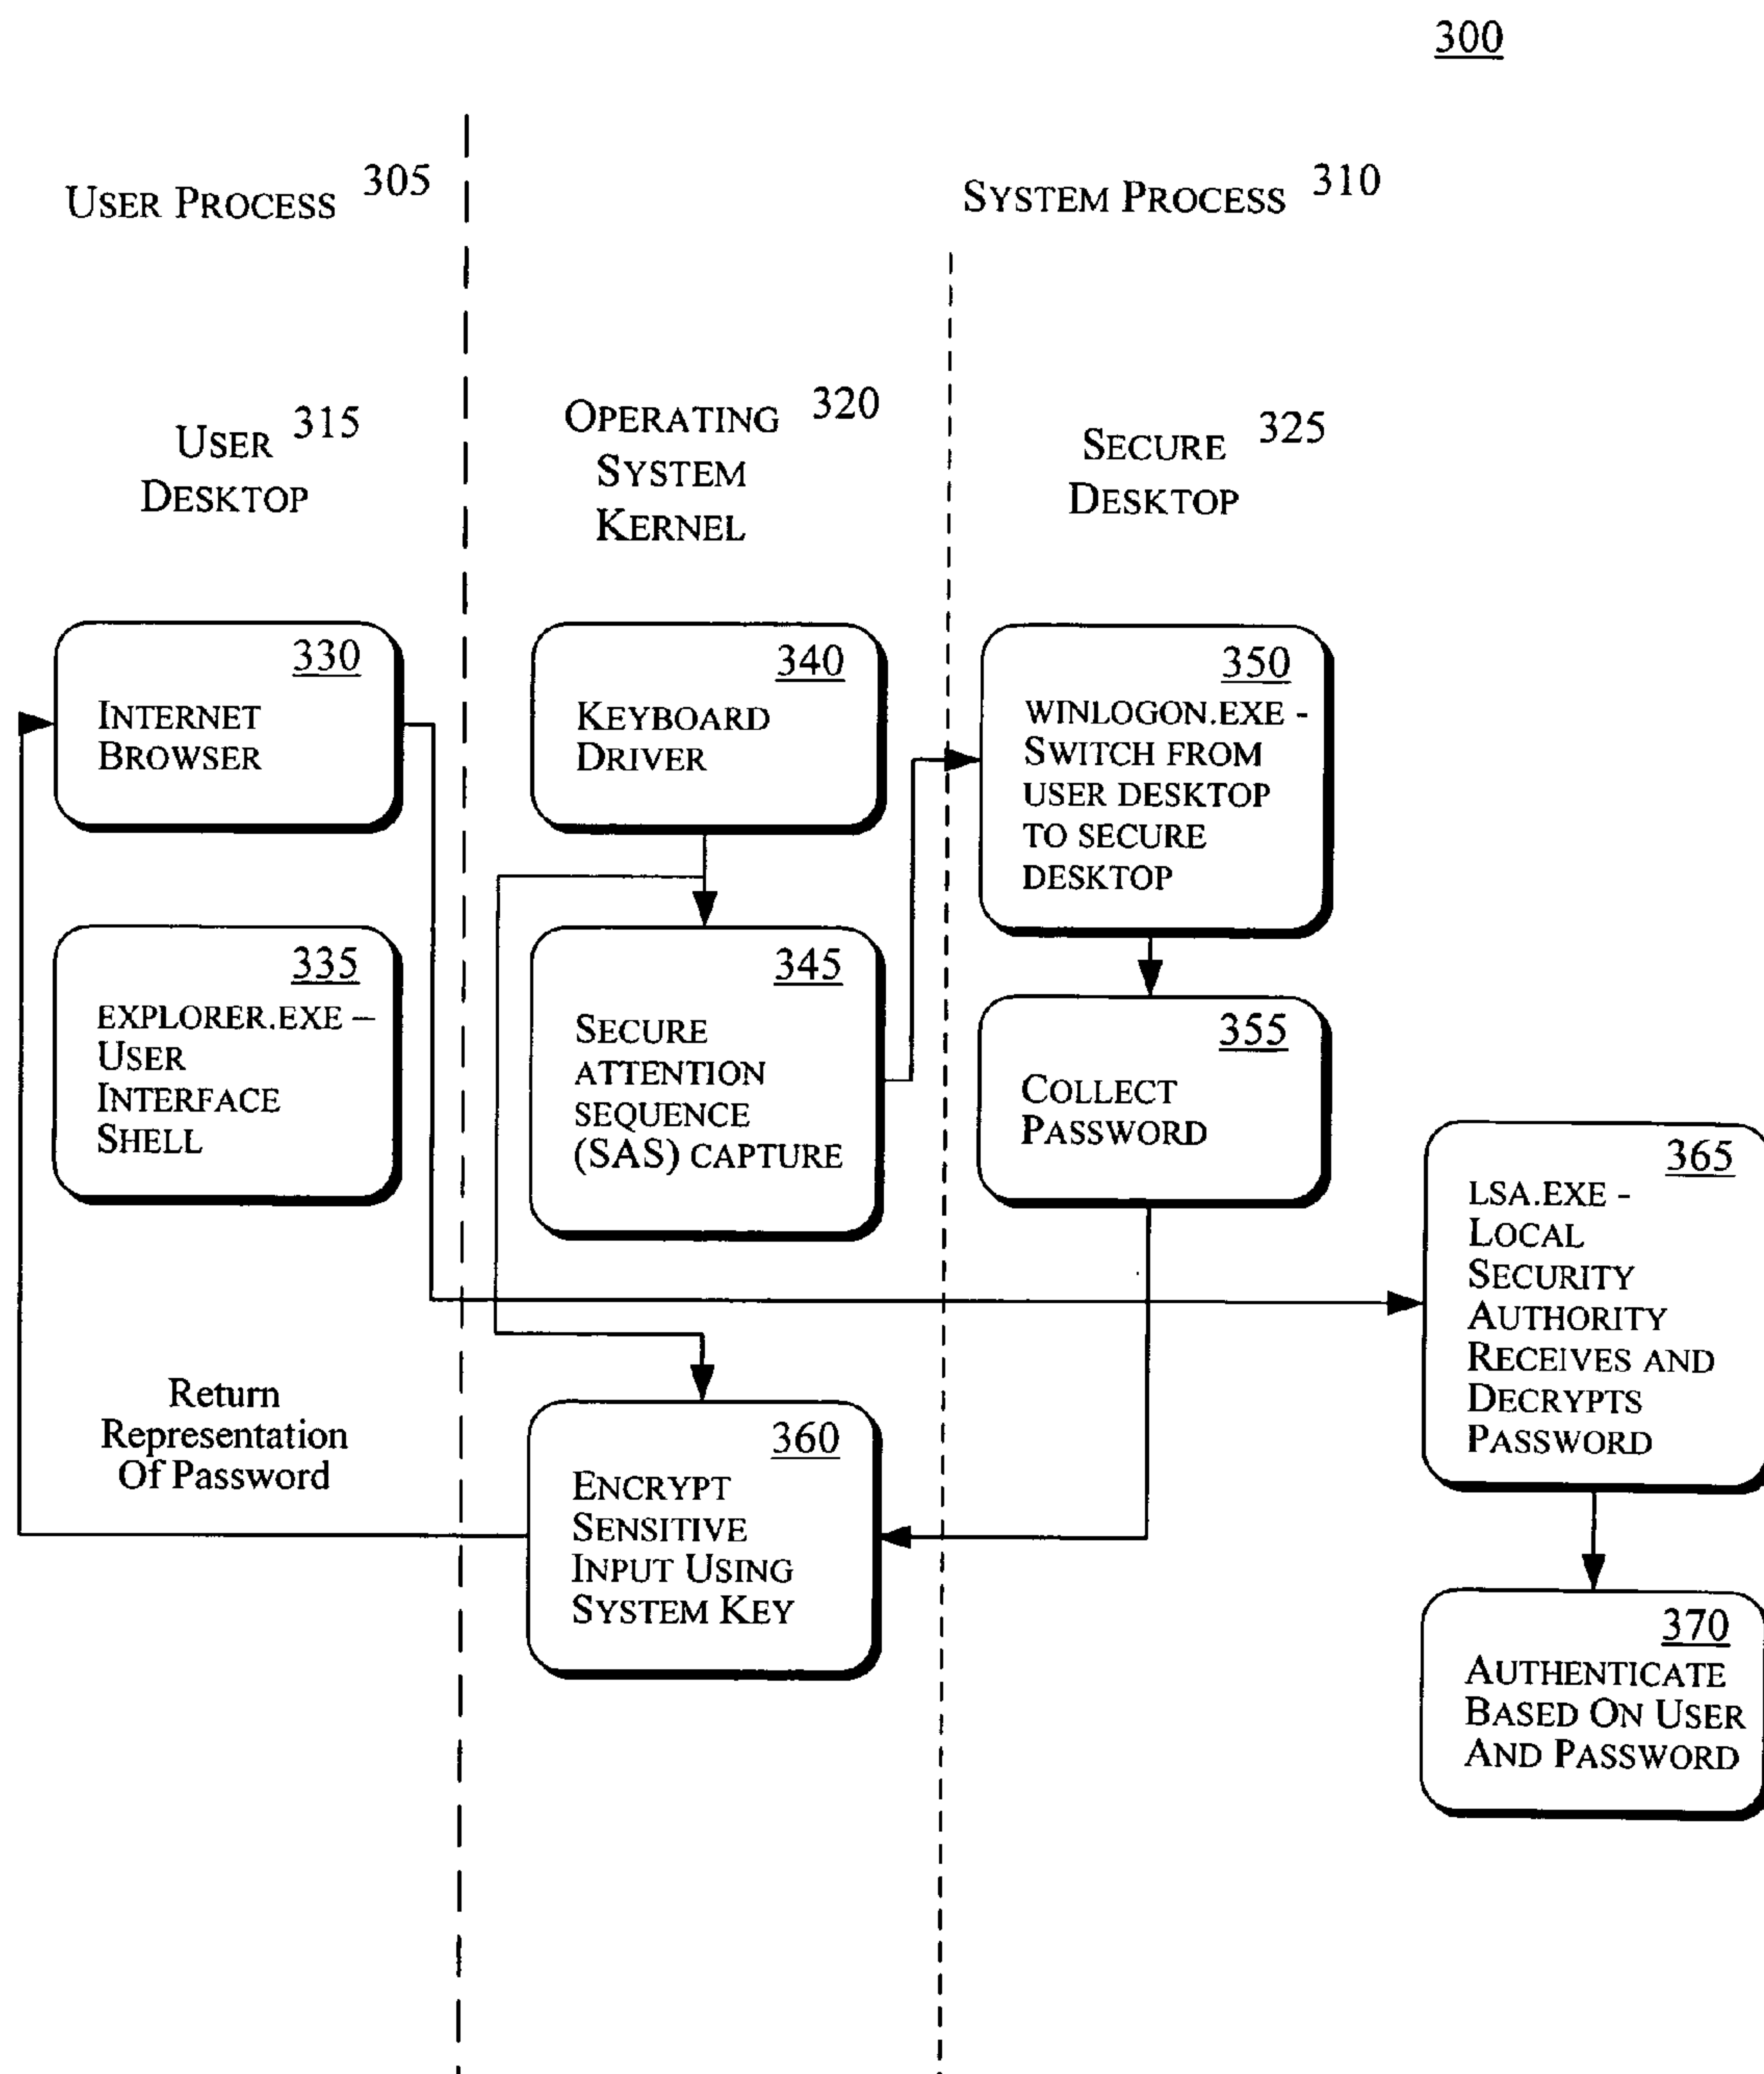 300
USER PROCESS 305
SYSTEM PROCESS 310
USER 315
DESKTOP
OPERATING 320
SYSTEM
KERNEL
SECURE 325
DESKTOP
330
INTERNET
BROWSER
335
EXPLORER.EXE –
USER
INTERFACE
SHELL
340
KEYBOARD
DRIVER
345
SECURE
ATTENTION
SEQUENCE
(SAS) CAPTURE
350
WINLOGON.EXE -
SWITCH FROM
USER DESKTOP
TO SECURE
DESKTOP
355
COLLECT
PASSWORD
365
LSA.EXE -
LOCAL
SECURITY
AUTHORITY
RECEIVES AND
DECRYPTS
PASSWORD
Return
Representation
Of Password
360
ENCRYPT
SENSITIVE
INPUT USING
SYSTEM KEY
370
AUTHENTICATE
BASED ON USER
AND PASSWORD